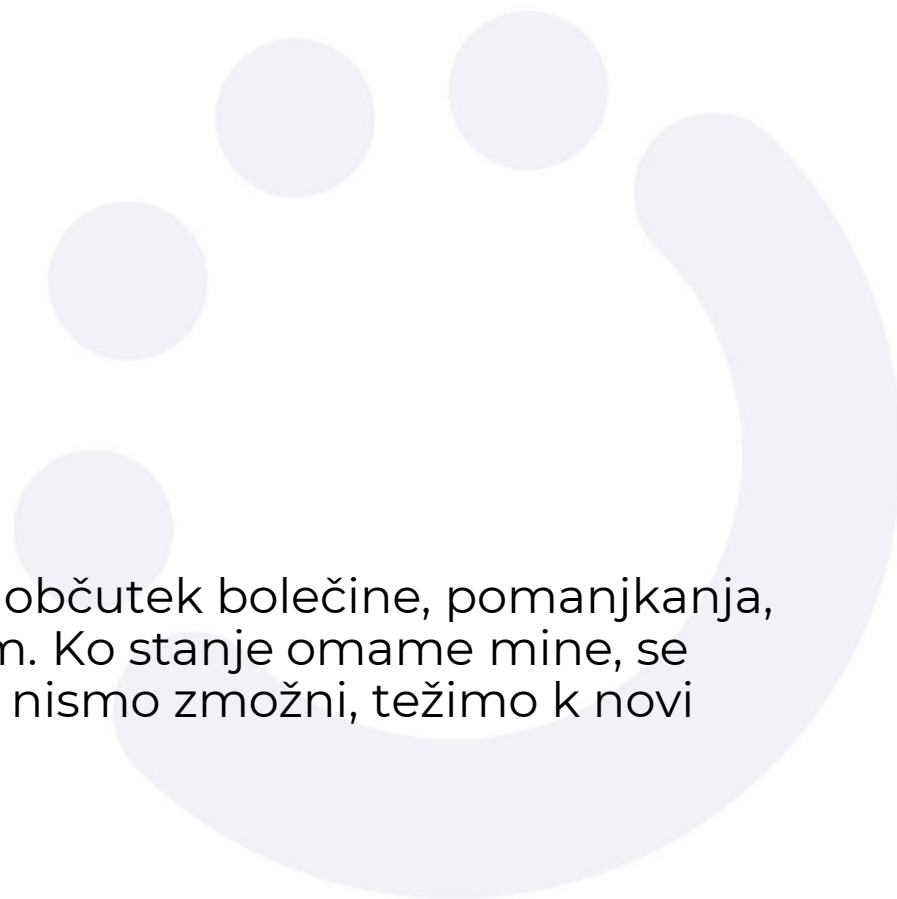 občutek bolečine, pomanjkanja,
m. Ko stanje omame mine, se
nismo zmožni, težimo k novi